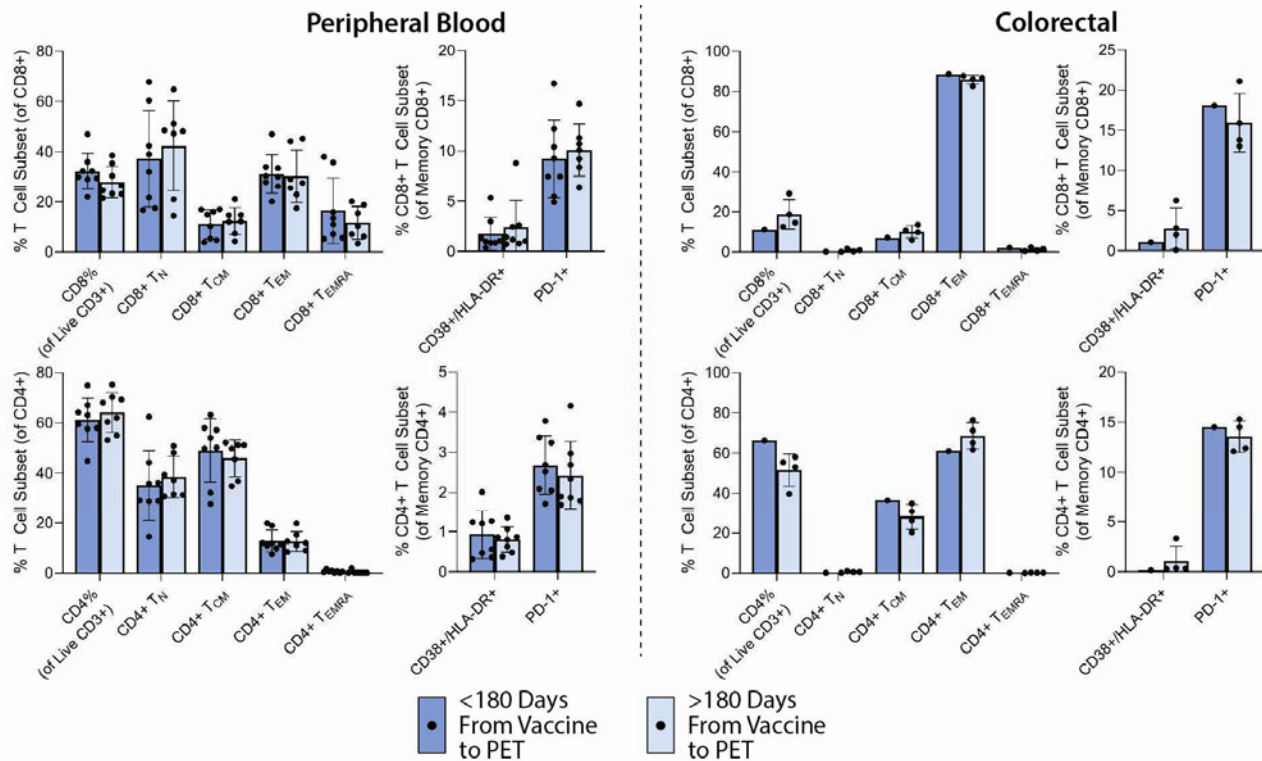 Peripheral Blood
Colorectal
% T Cell Subset (of CD8+)
80
60
40
20
0
CD8%
(of Live CD3+)
CD8+ TN
CD8+ TCM
CD8+ TEM
CD8+ TEMRA
% CD8+ T Cell Subset
(of Memory CD8+)
20
15
10
5
0
CD38+/HLA-DR+
PD-1+
% T Cell Subset (of CD8+)
100
80
60
40
20
0
CD8%
(of Live CD3+)
CD8+ TN
CD8+ TCM
CD8+ TEM
CD8+ TEMRA
% CD8+ T Cell Subset
(of Memory CD8+)
25
20
15
10
5
0
CD38+/HLA-DR+
PD-1+
% T Cell Subset (of CD4+)
80
60
40
20
0
CD4%
(of Live CD3+)
CD4+ TN
CD4+ TCM
CD4+ TEM
CD4+ TEMRA
% CD4+ T Cell Subset
(of Memory CD4+)
5
4
3
2
1
0
CD38+/HLA-DR+
PD-1+
% T Cell Subset (of CD4+)
100
80
60
40
20
0
CD4%
(of Live CD3+)
CD4+ TN
CD4+ TCM
CD4+ TEM
CD4+ TEMRA
% CD4+ T Cell Subset
(of Memory CD4+)
20
15
10
5
0
CD38+/HLA-DR+
PD-1+
<180 Days
From Vaccine
to PET
>180 Days
From Vaccine
to PET